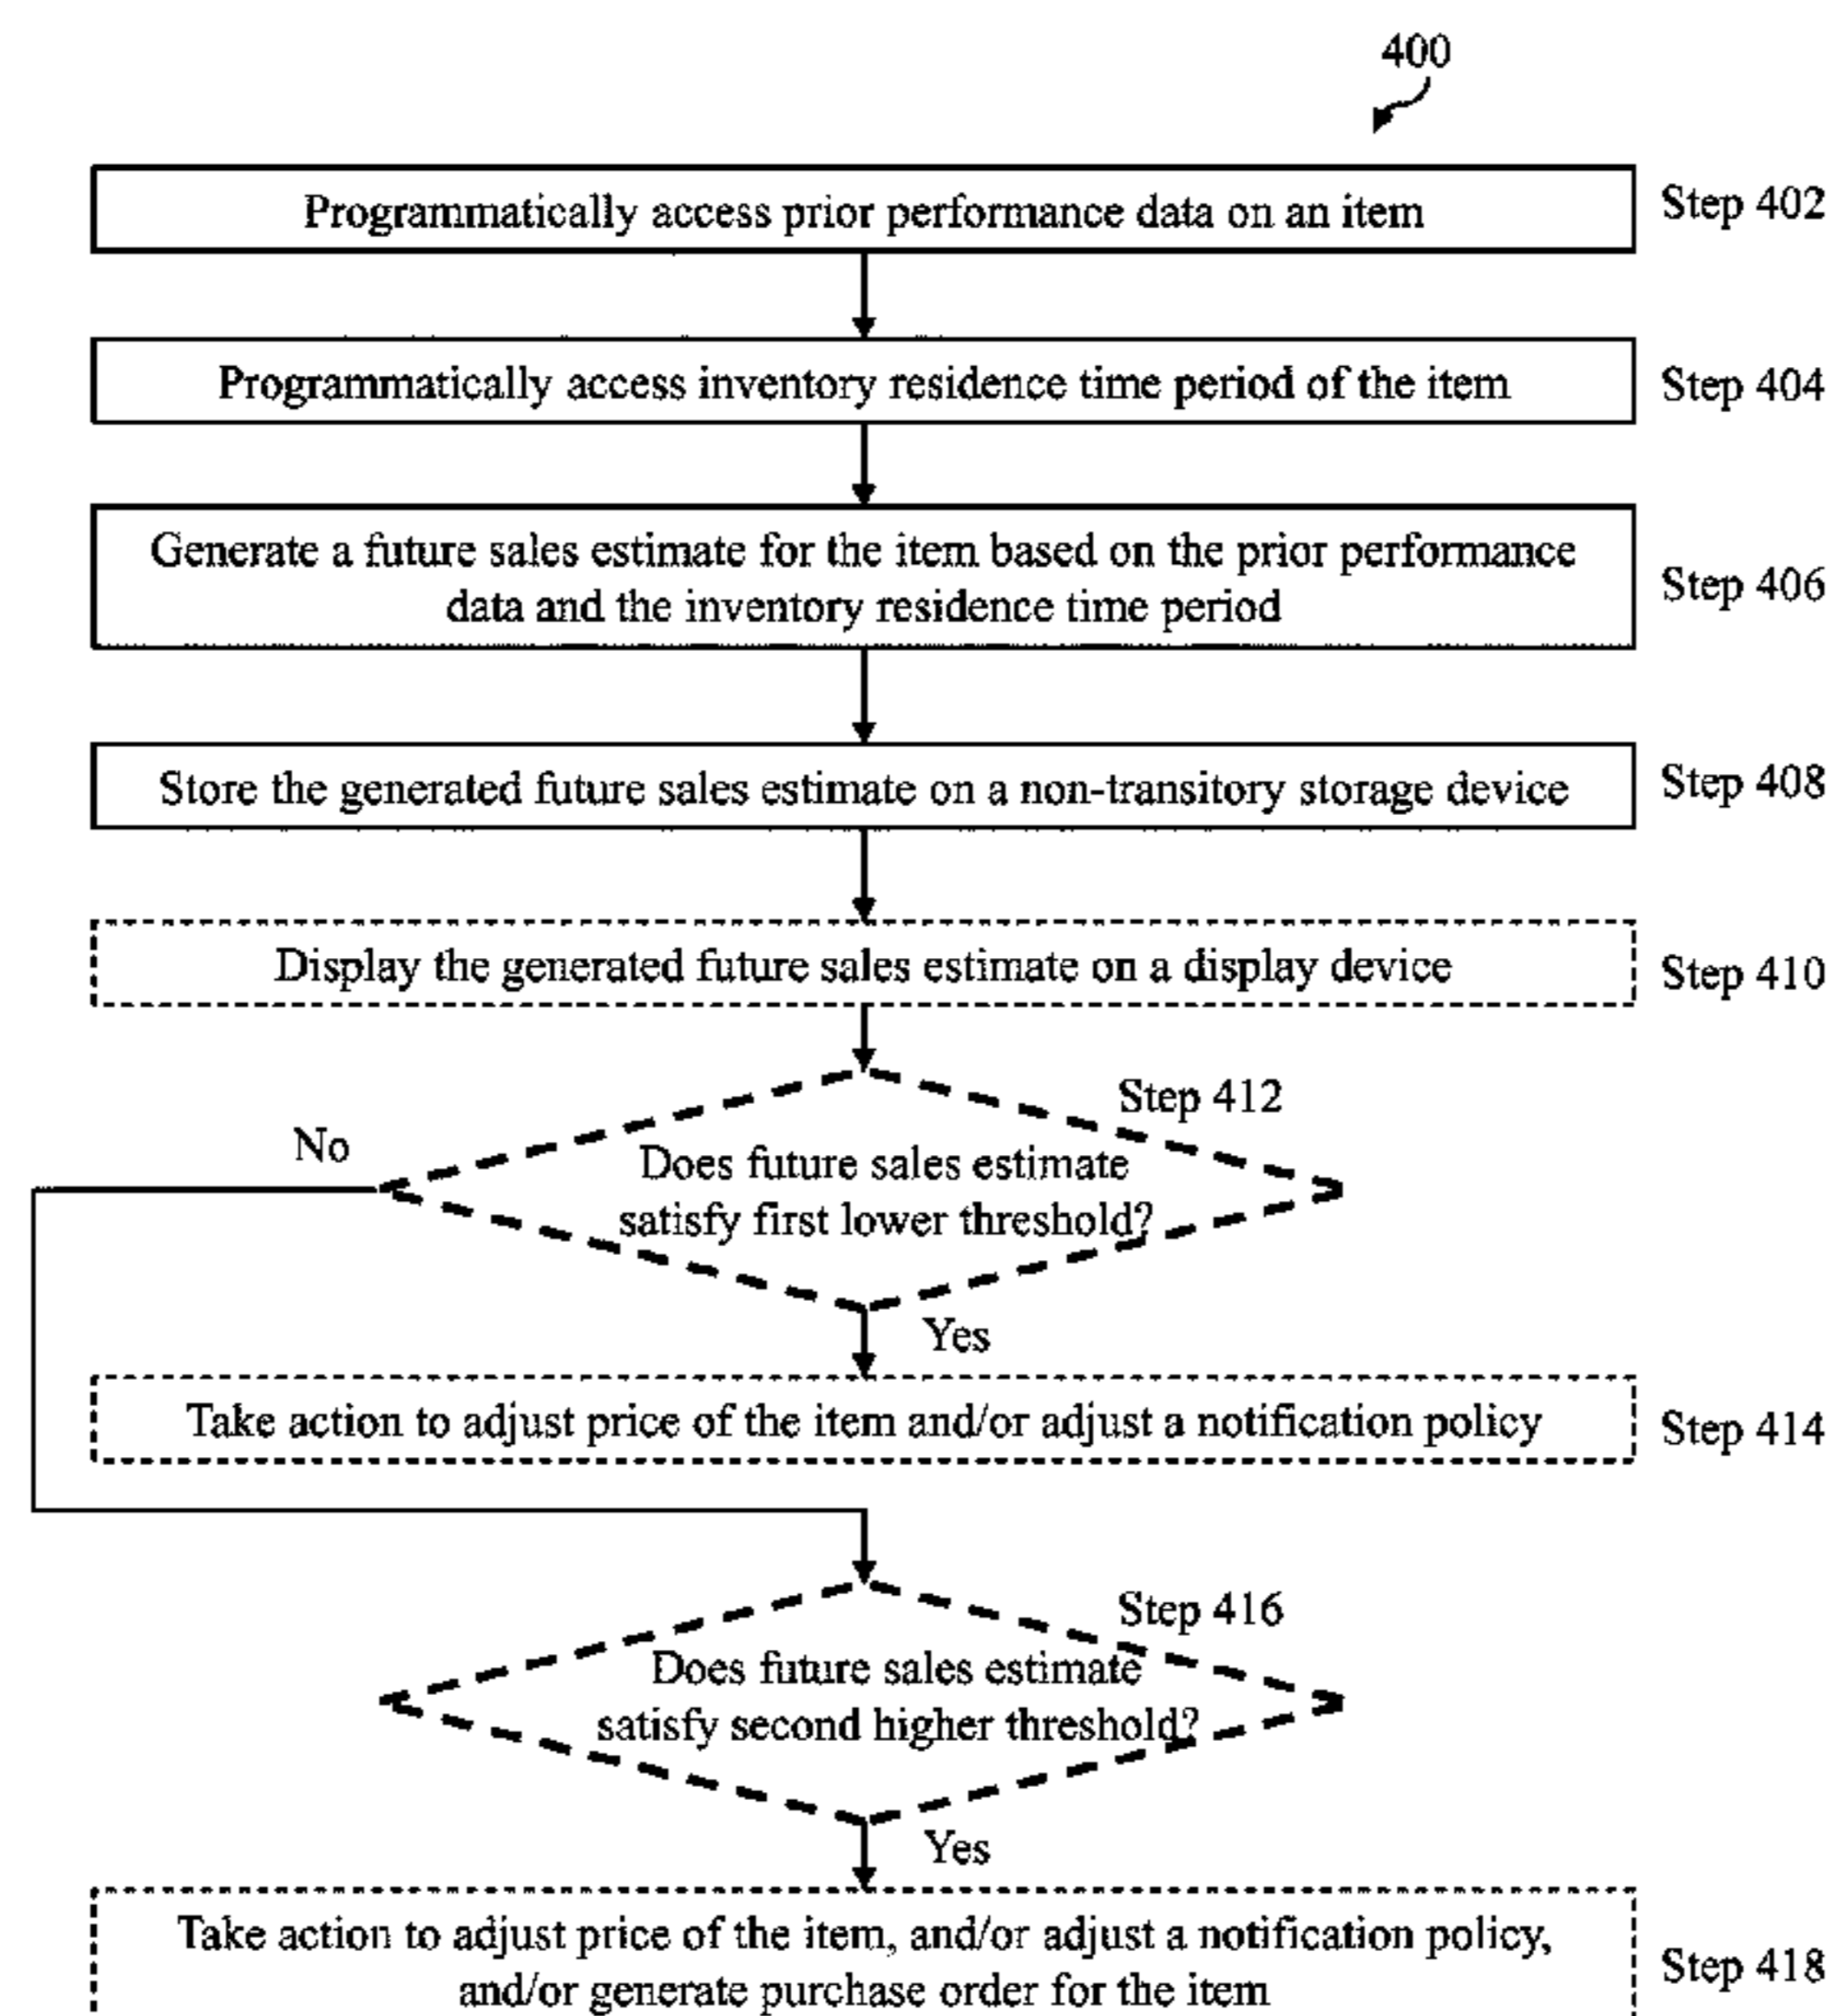 400
Programmatically access prior performance data on an item
Step 402
Programmatically access inventory residence time period of the item
Step 404
Generate a future sales estimate for the item based on the prior performance
data and the inventory residence time period
Step 406
Store the generated future sales estimate on a non-transitory storage device
Step 408
Display the generated future sales estimate on a display device
Step 410
Step 412
No
Does future sales estimate
satisfy first lower threshold?
Yes
Take action to adjust price of the item and/or adjust a notification policy
Step 414
Step 416
Does future sales estimate
satisfy second higher threshold?
Yes
Take action to adjust price of the item, and/or adjust a notification policy,
and/or generate purchase order for the item
Step 418